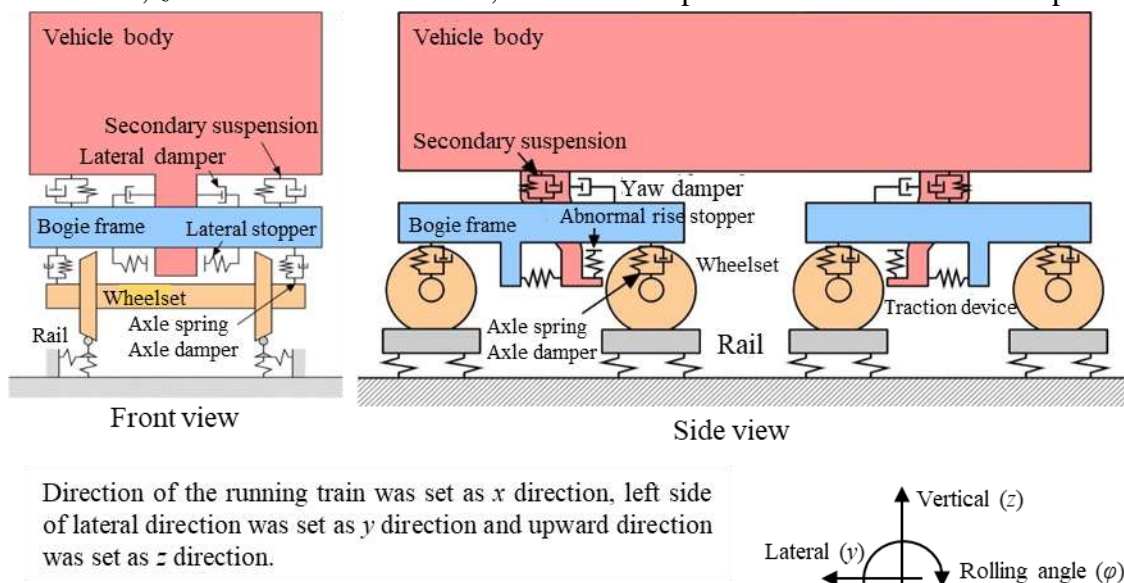 Vehicle body
Secondary suspension
Lateral damper
Bogie frame
Lateral stopper
Wheelset
Rail
Axle spring
Axle damper
Front view
Vehicle body
Secondary suspension
Yaw damper
Bogie frame
Abnormal rise stopper
Wheelset
Traction device
Axle spring
Axle damper
Rail
Side view
Direction of the running train was set as x direction, left side
of lateral direction was set as y direction and upward direction
was set as z direction.
Vertical (z)
Lateral (y)
Rolling angle (φ)